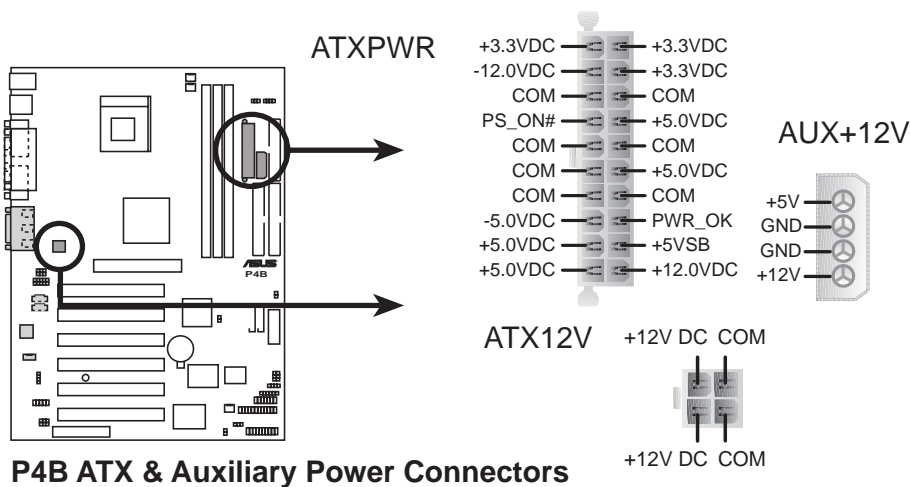 ATXPWR
+3.3VDC +3.3VDC
-12.0VDC +3.3VDC
COM COM
PS_ON# +5.0VDC
COM COM
COM +5.0VDC
COM COM
-5.0VDC PWR_OK
+5.0VDC +5VSB
+5.0VDC +12.0VDC
AUX+12V
+5V
GND
GND
+12V
ASUS
P4B
ATX12V
+12V DC COM
+12V DC COM
P4B ATX & Auxiliary Power Connectors